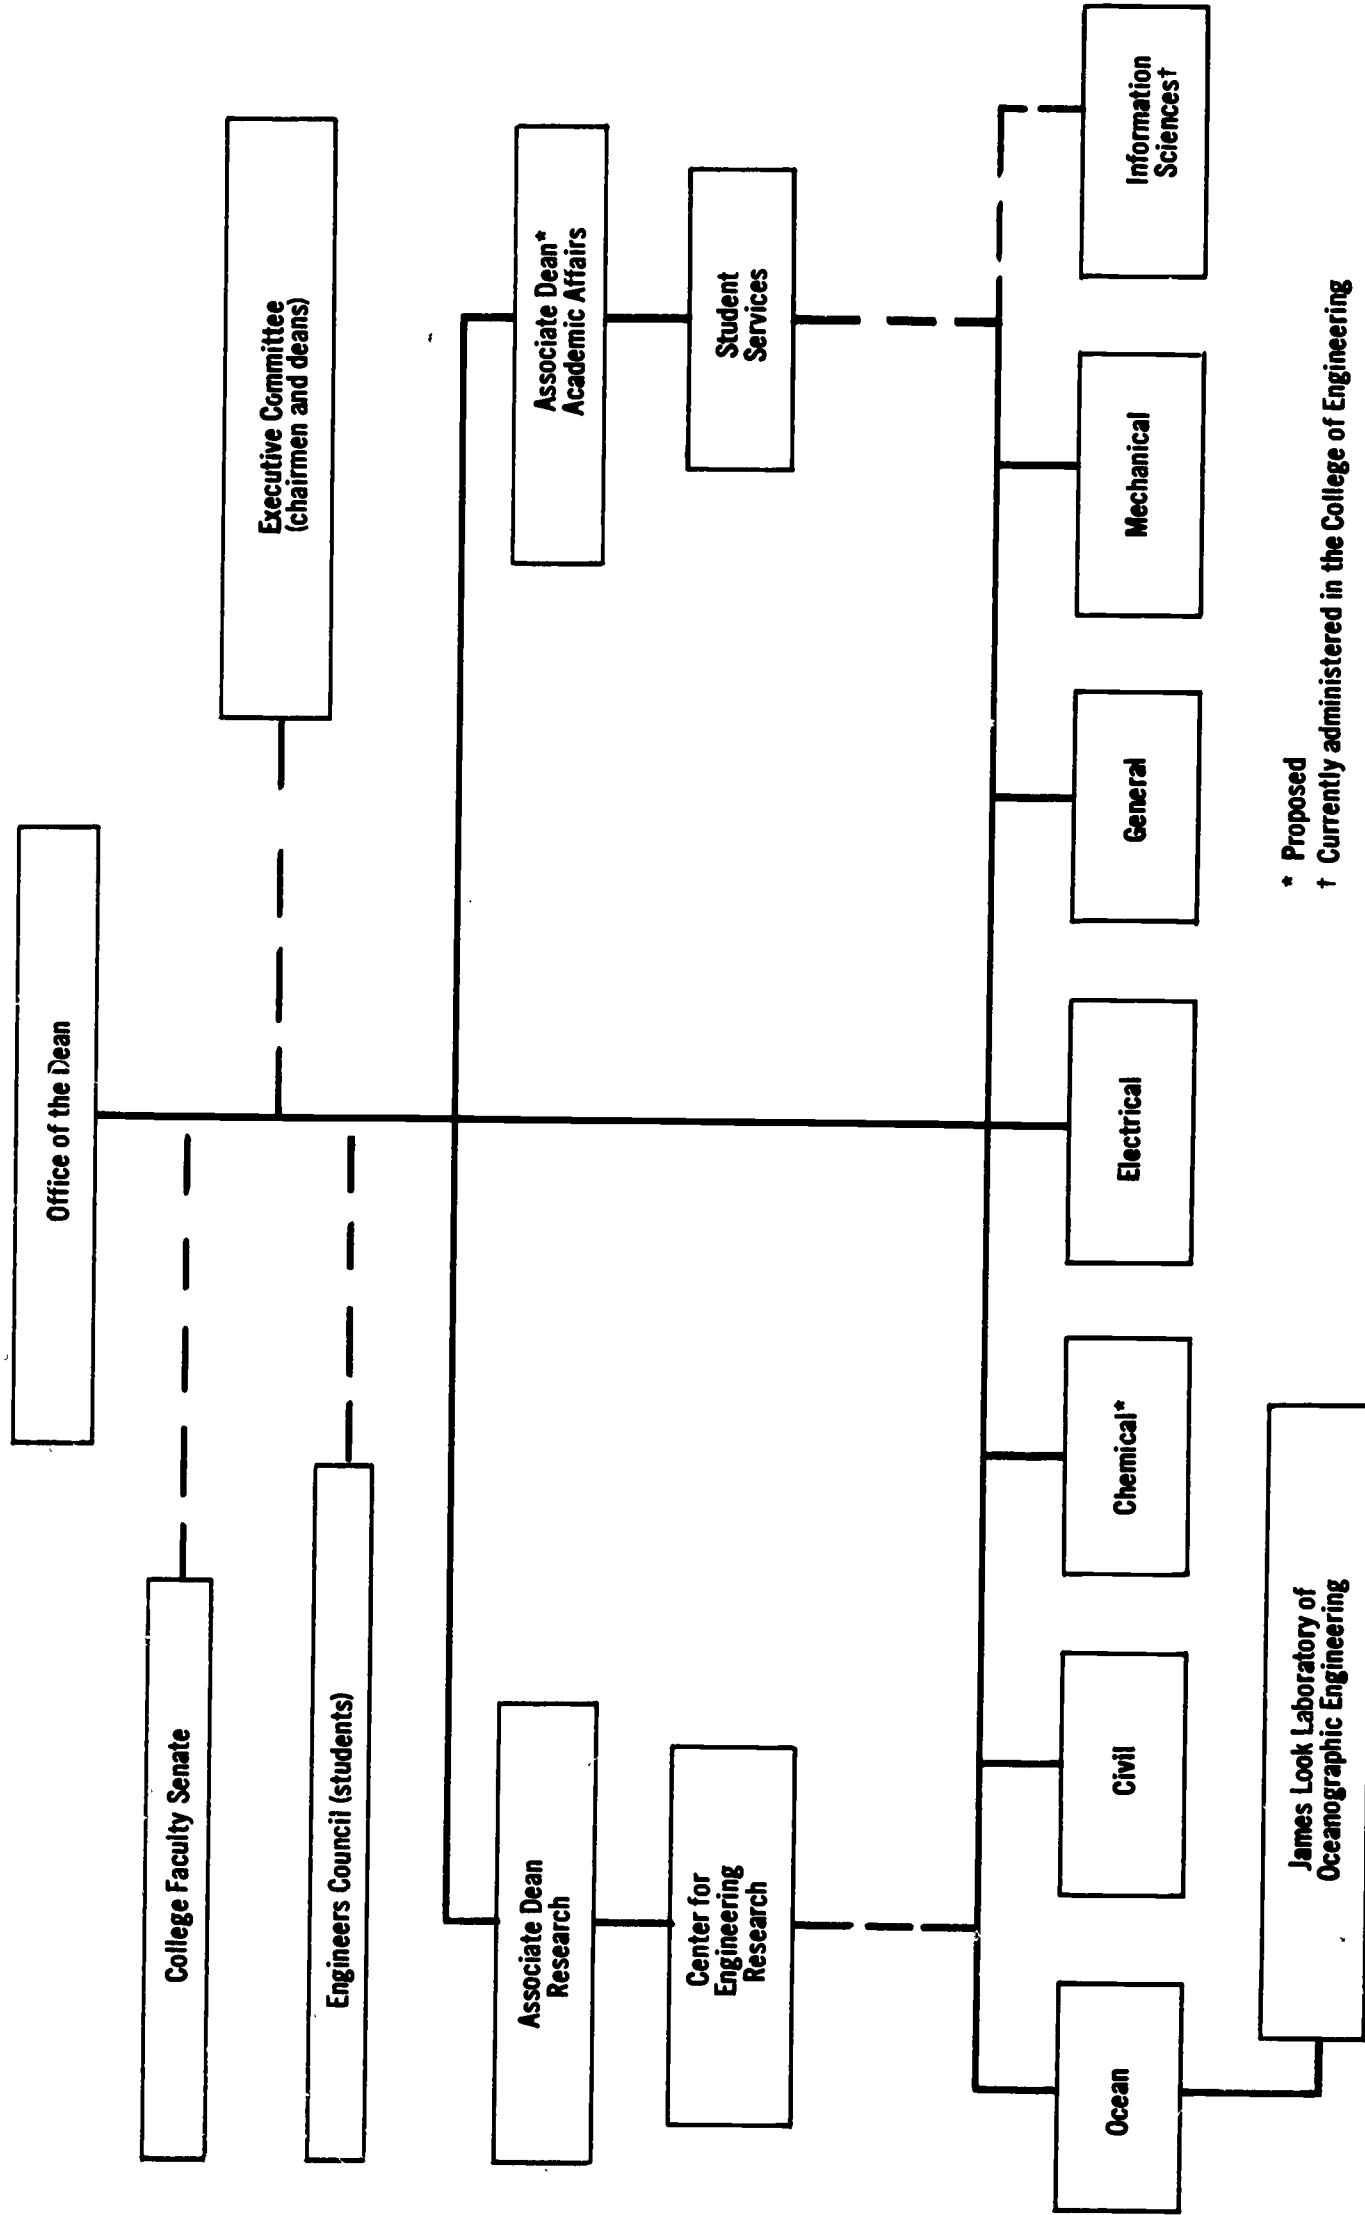 Office of the Dean
College Faculty Senate
Executive Committee
(chairmen and deans)
Engineers Council (students)
Associate Dean
Research
Associate Dean*
Academic Affairs
Center for
Engineering
Research
Student
Services
Ocean
Civil
Chemical*
Electrical
General
Mechanical
Information
Sciences†
James Look Laboratory of
Oceanographic Engineering
* Proposed
† Currently administered in the College of Engineering